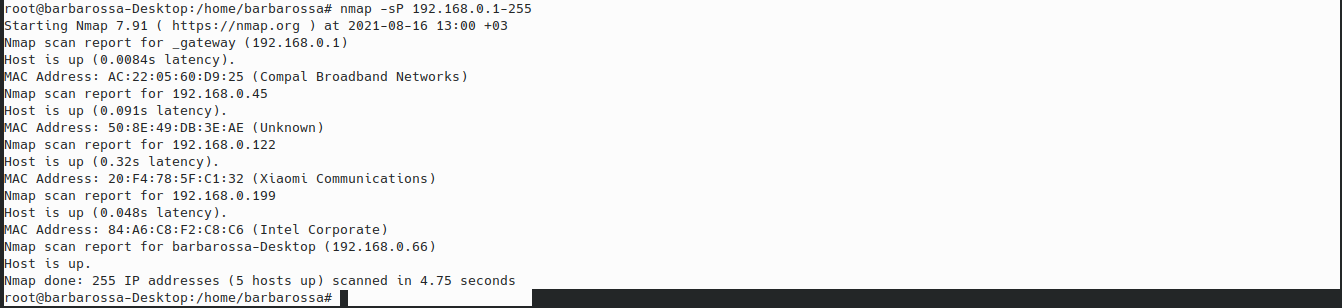 root@barbarossa-Desktop:/home/barbarossa# nmap -sP 192.168.0.1-255
Starting Nmap 7.91 ( https://nmap.org ) at 2021-08-16 13:00 +03
Nmap scan report for _gateway (192.168.0.1)
Host is up (0.0084s latency).
MAC Address: AC:22:05:60:D9:25 (Compal Broadband Networks)
Nmap scan report for 192.168.0.45
Host is up (0.091s latency).
MAC Address: 50:8E:49:DB:3E:AE (Unknown)
Nmap scan report for 192.168.0.122
Host is up (0.32s latency).
MAC Address: 20:F4:78:5F:C1:32 (Xiaomi Communications)
Nmap scan report for 192.168.0.199
Host is up (0.048s latency).
MAC Address: 84:A6:C8:F2:C8:C6 (Intel Corporate)
Nmap scan report for barbarossa-Desktop (192.168.0.66)
Host is up.
Nmap done: 255 IP addresses (5 hosts up) scanned in 4.75 seconds
root@barbarossa-Desktop:/home/barbarossa#